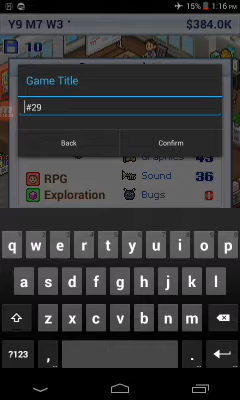 15% 1:16 PM
Y9 M7 W3 $384.0K
10
Game Title
#29
Back Confirm
Graphics 45
RPG Sound 36
Exploration Bugs 0
q w e r t y u i o p
a s d f g h j k l
z x c v b n m
?123 , .